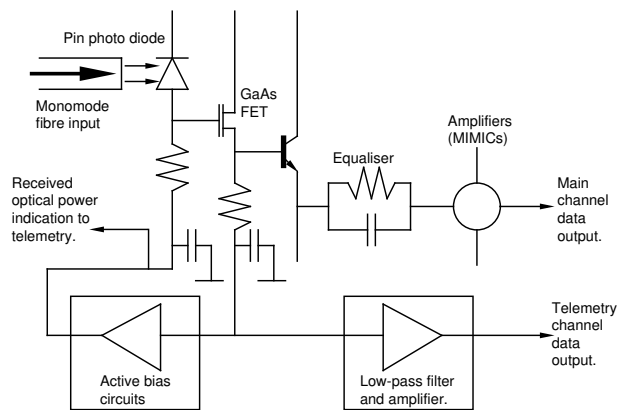 Pin photo diode
Monomode
fibre input
GaAs
FET
Amplifiers
(MIMICs)
Equaliser
Received
optical power
indication to
telemetry.
Main
channel
data
output.
Active bias
circuits
Low-pass filter
and amplifier.
Telemetry
channel
data
output.